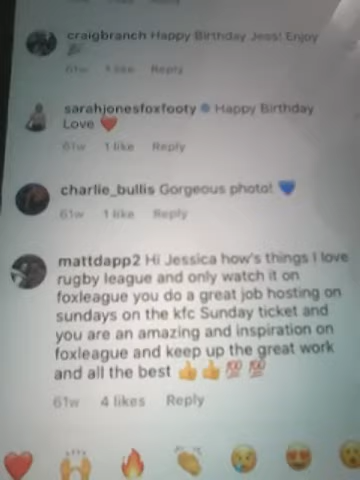 craigbranch Happy Birthday Jess! Enjoy
🎉
61w 1 like Reply
sarahjonesfoxfooty Happy Birthday
Love ❤️
61w 1 like Reply
charlie_bullis Gorgeous photo! 💙
61w 1 like Reply
mattdapp2 Hi Jessica how's things I love
rugby league and only watch it on
foxleague you do a great job hosting on
sundays on the kfc Sunday ticket and
you are an amazing and inspiration on
foxleague and keep up the great work
and all the best 👍👍💯💯
61w 4 likes Reply